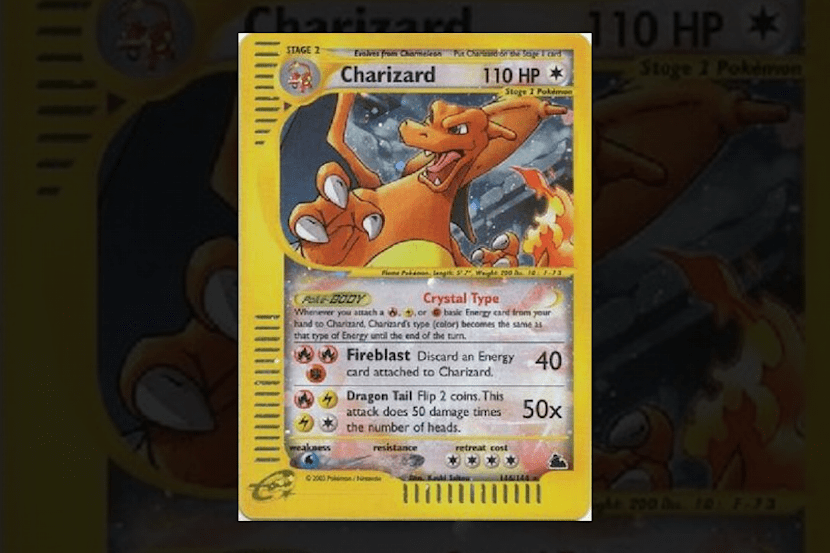 STAGE 2 Evolves from Charmeleon Put Charizard on the Stage 1 card
Charizard 110 HP
Stage 2 Pokémon
Flame Pokémon. Length: 5' 7", Weight: 200 lbs.
Poké-BODY Crystal Type
Whenever you attach a , , or basic Energy card from your
hand to Charizard, Charizard's type (color) becomes the same as
that type of Energy until the end of the turn.
Fireblast Discard an Energy 40
card attached to Charizard.
Dragon Tail Flip 2 coins. This
attack does 50 damage times 50x
the number of heads.
weakness resistance retreat cost
© 2003 Pokémon / Nintendo Illus. 146/144